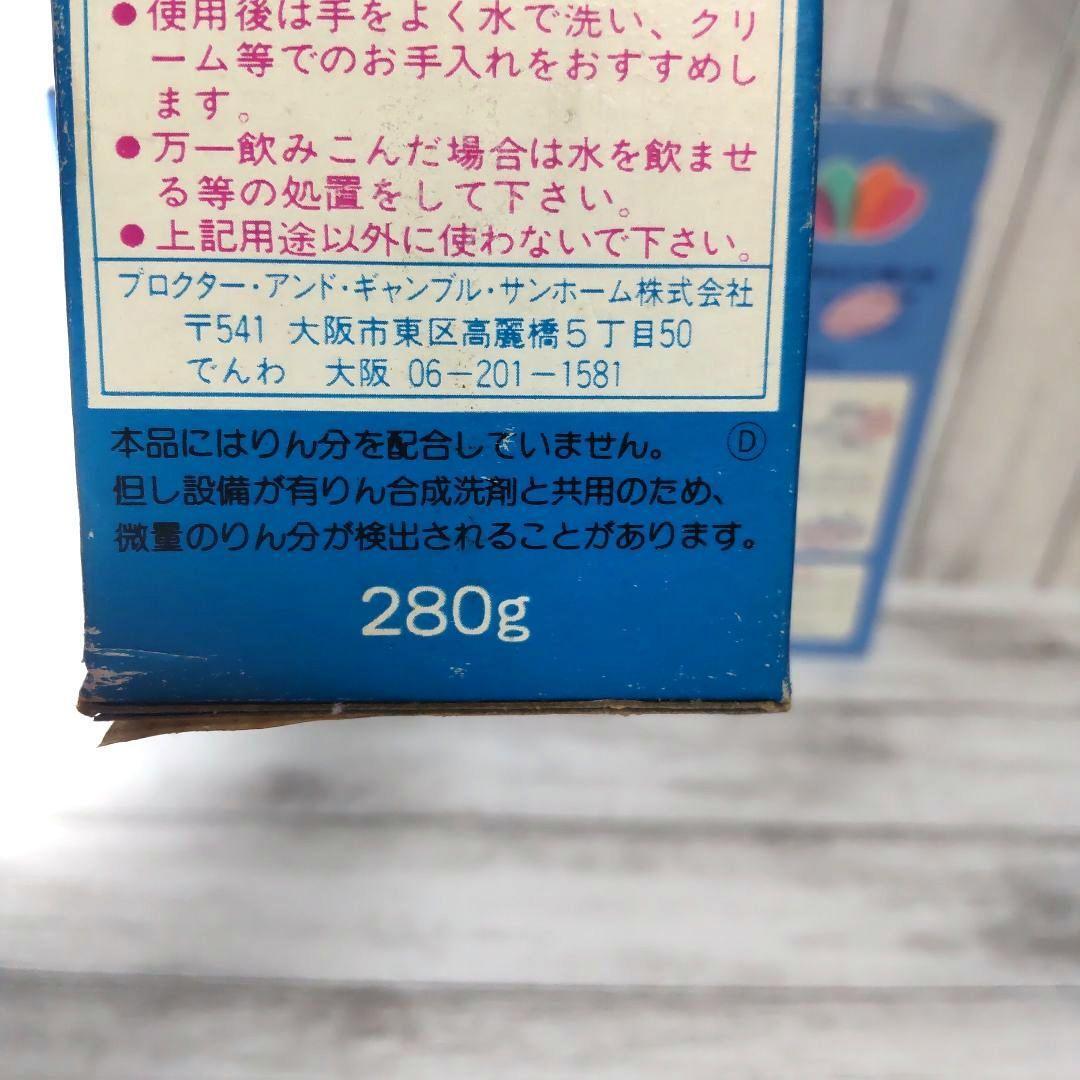 ●使用後は手をよく水で洗い、クリ
ーム等でのお手入れをおすすめし
ます。
●万一飲みこんだ場合は水を飲ませ
る等の処置をして下さい。
●上記用途以外に使わないで下さい。
プロクター・アンド・ギャンブル・サンホーム株式会社
〒541 大阪市東区高麗橋5丁目50
でんわ 大阪 06-201-1581
本品にはりん分を配合していません。 Ⓓ
但し設備が有りん合成洗剤と共用のため、
微量のりん分が検出されることがあります。
280g